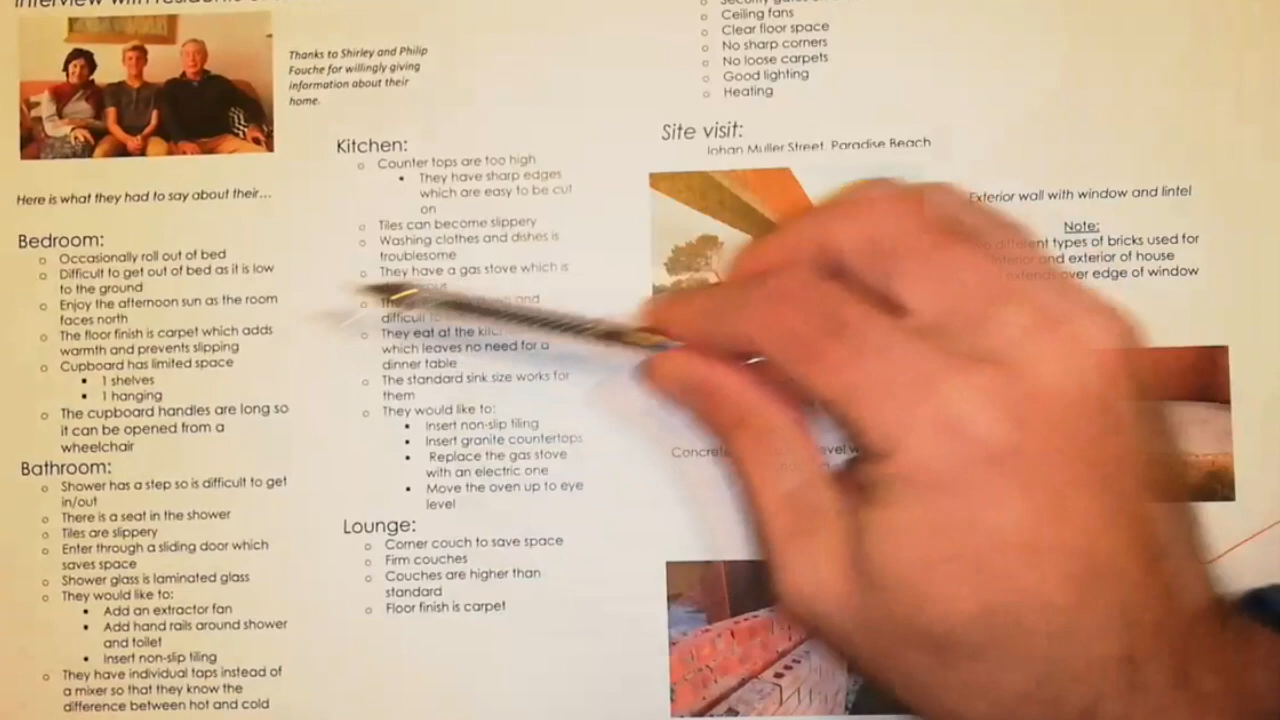 Interview with residents
Thanks to Shirley and Philip
Fouche for willingly giving
information about their
home.
Here is what they had to say about their...
Bedroom:
Occasionally roll out of bed
Difficult to get out of bed as it is low
to the ground
Enjoy the afternoon sun as the room
faces north
The floor finish is carpet which adds
warmth and prevents slipping
Cupboard has limited space
1 shelves
1 hanging
The cupboard handles are long so
it can be opened from a
wheelchair
Bathroom:
Shower has a step so is difficult to get
in/out
There is a seat in the shower
Tiles are slippery
Enter through a sliding door which
saves space
Shower glass is laminated glass
They would like to:
Add an extractor fan
Add hand rails around shower
and toilet
Insert non-slip tiling
They have individual taps instead of
a mixer so that they know the
difference between hot and cold
Kitchen:
Counter tops are too high
They have sharp edges
which are easy to be cut
on
Tiles can become slippery
Washing clothes and dishes is
troublesome
They have a gas stove which is
and
difficult
They eat at the
which leaves no need for a
dinner table
The standard sink size works for
them
They would like to:
Insert non-slip tiling
Insert granite countertops
Replace the gas stove
with an electric one
Move the oven up to eye
level
Lounge:
Corner couch to save space
Firm couches
Couches are higher than
standard
Floor finish is carpet
Security gates
Ceiling fans
Clear floor space
No sharp corners
No loose carpets
Good lighting
Heating
Site visit:
Johan Muller Street, Paradise Beach
Exterior wall with window and lintel
Note:
different types of bricks used for
interior and exterior of house
extends over edge of window